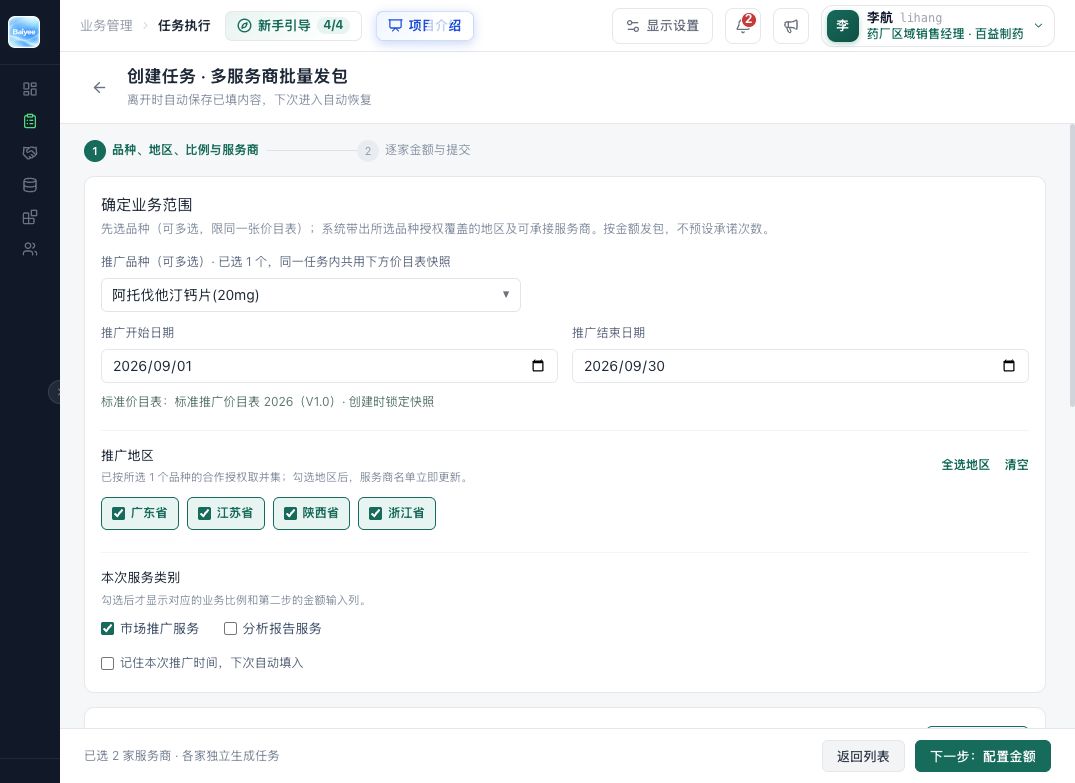 Baiyee
业务管理 › 任务执行 新手引导 4/4 项目介绍 显示设置 2 李 李航 lihang
药厂区域销售经理 · 百益制药
创建任务 · 多服务商批量发包
离开时自动保存已填内容，下次进入自动恢复
1 品种、地区、比例与服务商 2 逐家金额与提交
确定业务范围
先选品种（可多选，限同一张价目表）；系统带出所选品种授权覆盖的地区及可承接服务商。按金额发包，不预设承诺次数。
推广品种（可多选）· 已选 1 个，同一任务内共用下方价目表快照
阿托伐他汀钙片(20mg)
推广开始日期 推广结束日期
2026/09/01 2026/09/30
标准价目表：标准推广价目表 2026（V1.0）· 创建时锁定快照
推广地区
已按所选 1 个品种的合作授权取并集；勾选地区后，服务商名单立即更新。
全选地区 清空
广东省 江苏省 陕西省 浙江省
本次服务类别
勾选后才显示对应的业务比例和第二步的金额输入列。
市场推广服务 分析报告服务
记住本次推广时间，下次自动填入
已选 2 家服务商 · 各家独立生成任务 返回列表 下一步：配置金额